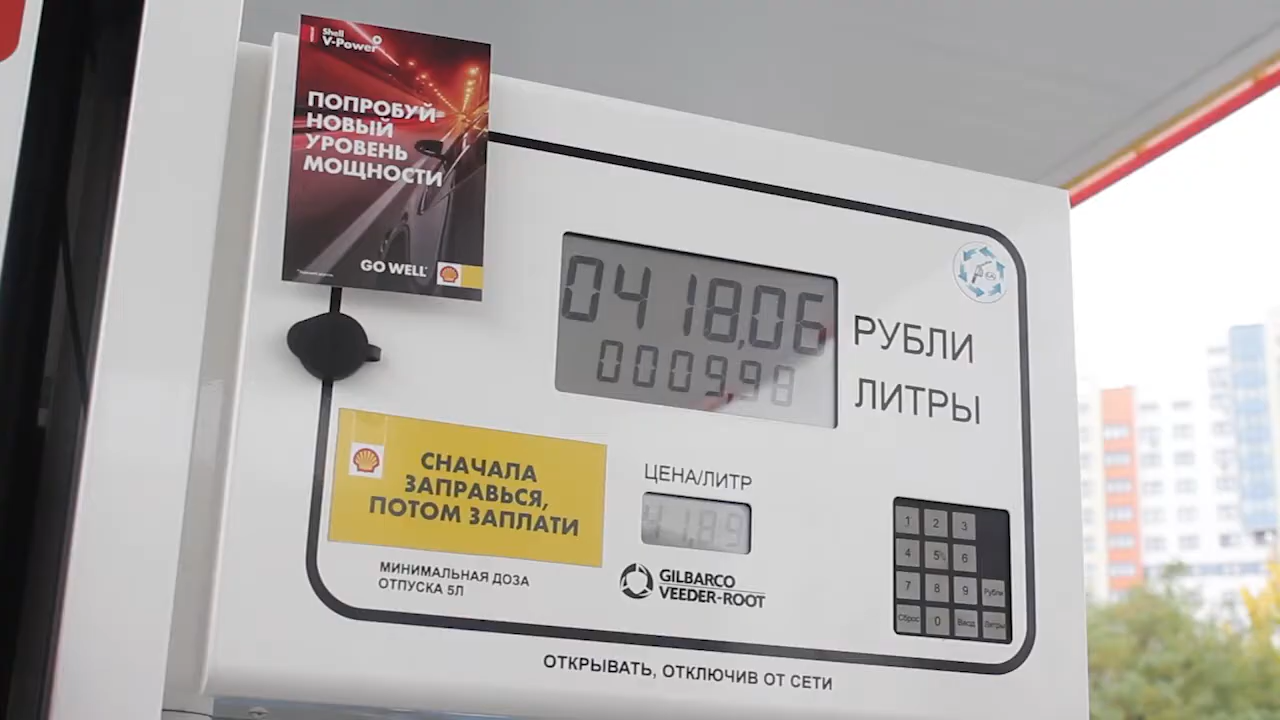 Shell
V-Power
ПОПРОБУЙ
НОВЫЙ
УРОВЕНЬ
МОЩНОСТИ
GO WELL
0418,06
РУБЛИ
0009,98
ЛИТРЫ
СНАЧАЛА
ЗАПРАВЬСЯ,
ПОТОМ ЗАПЛАТИ
ЦЕНА/ЛИТР
41,89
МИНИМАЛЬНАЯ ДОЗА
ОТПУСКА 5Л
GILBARCO
VEEDER-ROOT
1 2 3
4 5 6
7 8 9 Рубли
Сброс 0 Ввод Литры
ОТКРЫВАТЬ, ОТКЛЮЧИВ ОТ СЕТИ